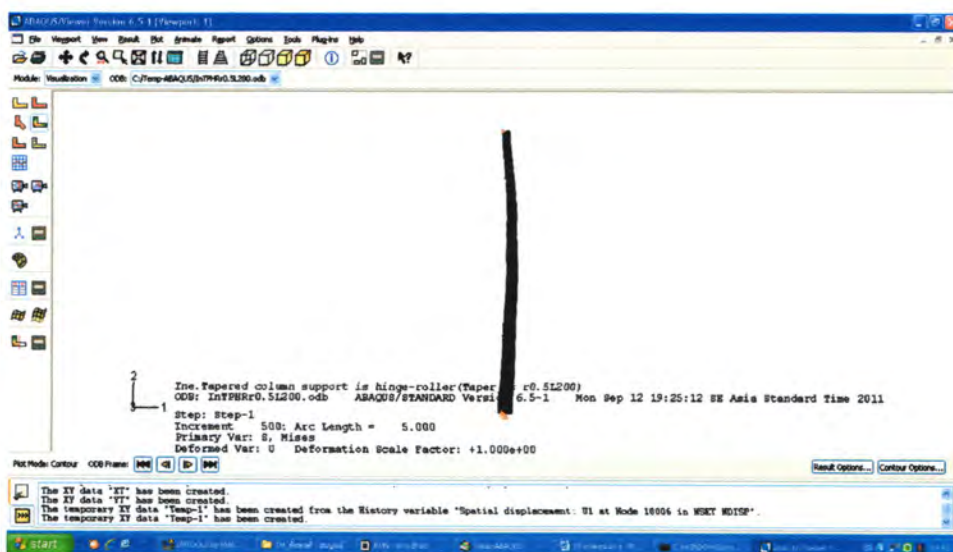 ABAQUS/Viewer Version 6.5-1 [Viewport: 1]
File Viewport View Result Plot Animate Report Options Tools Plug-ins Help
Module: Visualization ODB: C:/Temp-ABAQUS/InTPHRr0.5L200.odb
2
3 1
Ine.Tapered column support is hinge-roller(Taper r0.5L200)
ODB: InTPHRr0.5L200.odb ABAQUS/STANDARD Version 6.5-1 Mon Sep 12 19:25:12 SE Asia Standard Time 2011
Step: Step-1
Increment 500: Arc Length = 5.000
Primary Var: S, Mises
Deformed Var: U Deformation Scale Factor: +1.000e+00
Plot Mode: Contour ODB Frame: Result Options... Contour Options...
The XY data "XT" has been created.
The XY data "YT" has been created.
The temporary XY data "Temp-1" has been created from the History variable "Spatial displacement: U1 at Node 10006 in NSET NDISP".
The temporary XY data "Temp-1" has been created.
start